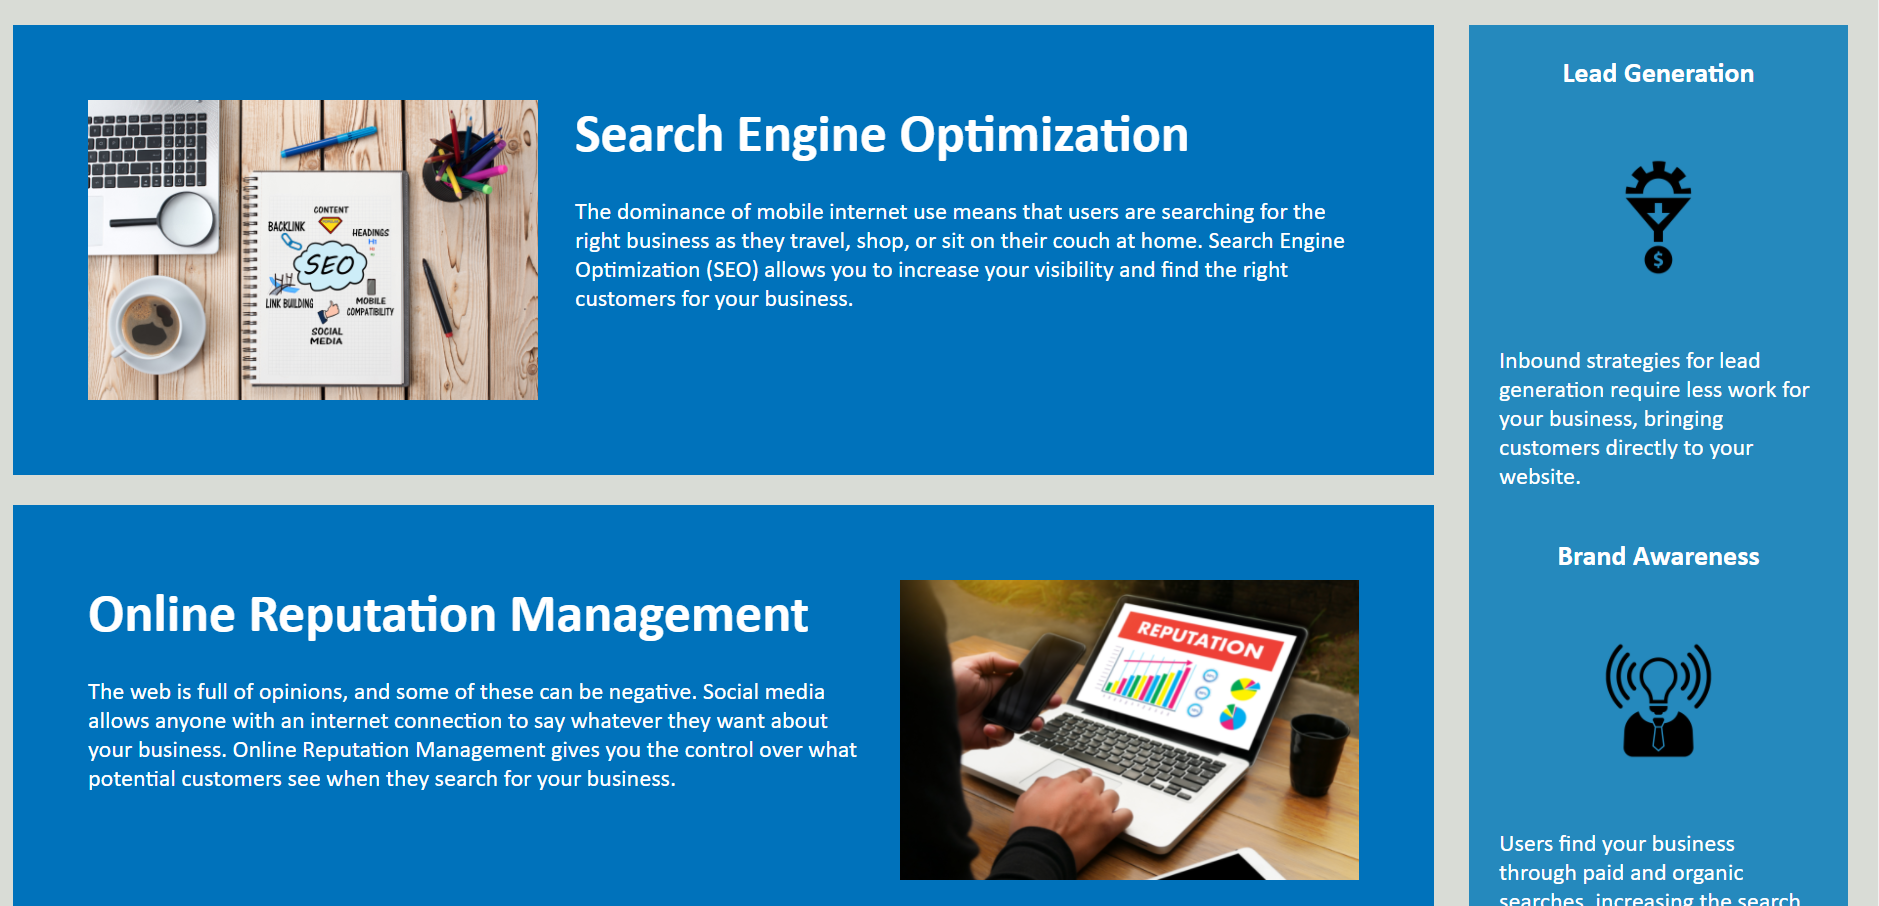 Search Engine Optimization
The dominance of mobile internet use means that users are searching for the
right business as they travel, shop, or sit on their couch at home. Search Engine
Optimization (SEO) allows you to increase your visibility and find the right
customers for your business.
CONTENT
BACKLINK
HEADINGS
H1
SEO
LINK BUILDING
MOBILE
COMPATIBILITY
SOCIAL
MEDIA
Online Reputation Management
The web is full of opinions, and some of these can be negative. Social media
allows anyone with an internet connection to say whatever they want about
your business. Online Reputation Management gives you the control over what
potential customers see when they search for your business.
REPUTATION
Lead Generation
$
Inbound strategies for lead
generation require less work for
your business, bringing
customers directly to your
website.
Brand Awareness
Users find your business
through paid and organic
searches, increasing the search